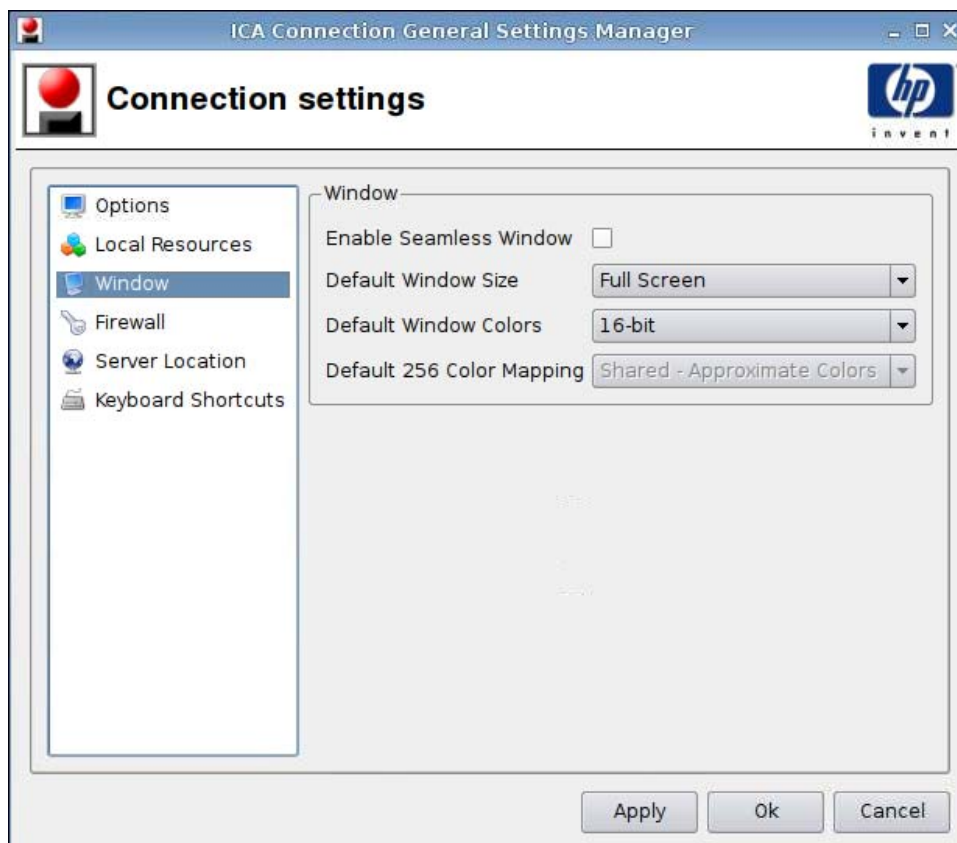 ICA Connection General Settings Manager
Connection settings
hp
invent
Options
Local Resources
Window
Firewall
Server Location
Keyboard Shortcuts
Window
Enable Seamless Window
Default Window Size Full Screen
Default Window Colors 16-bit
Default 256 Color Mapping Shared - Approximate Colors
Apply Ok Cancel